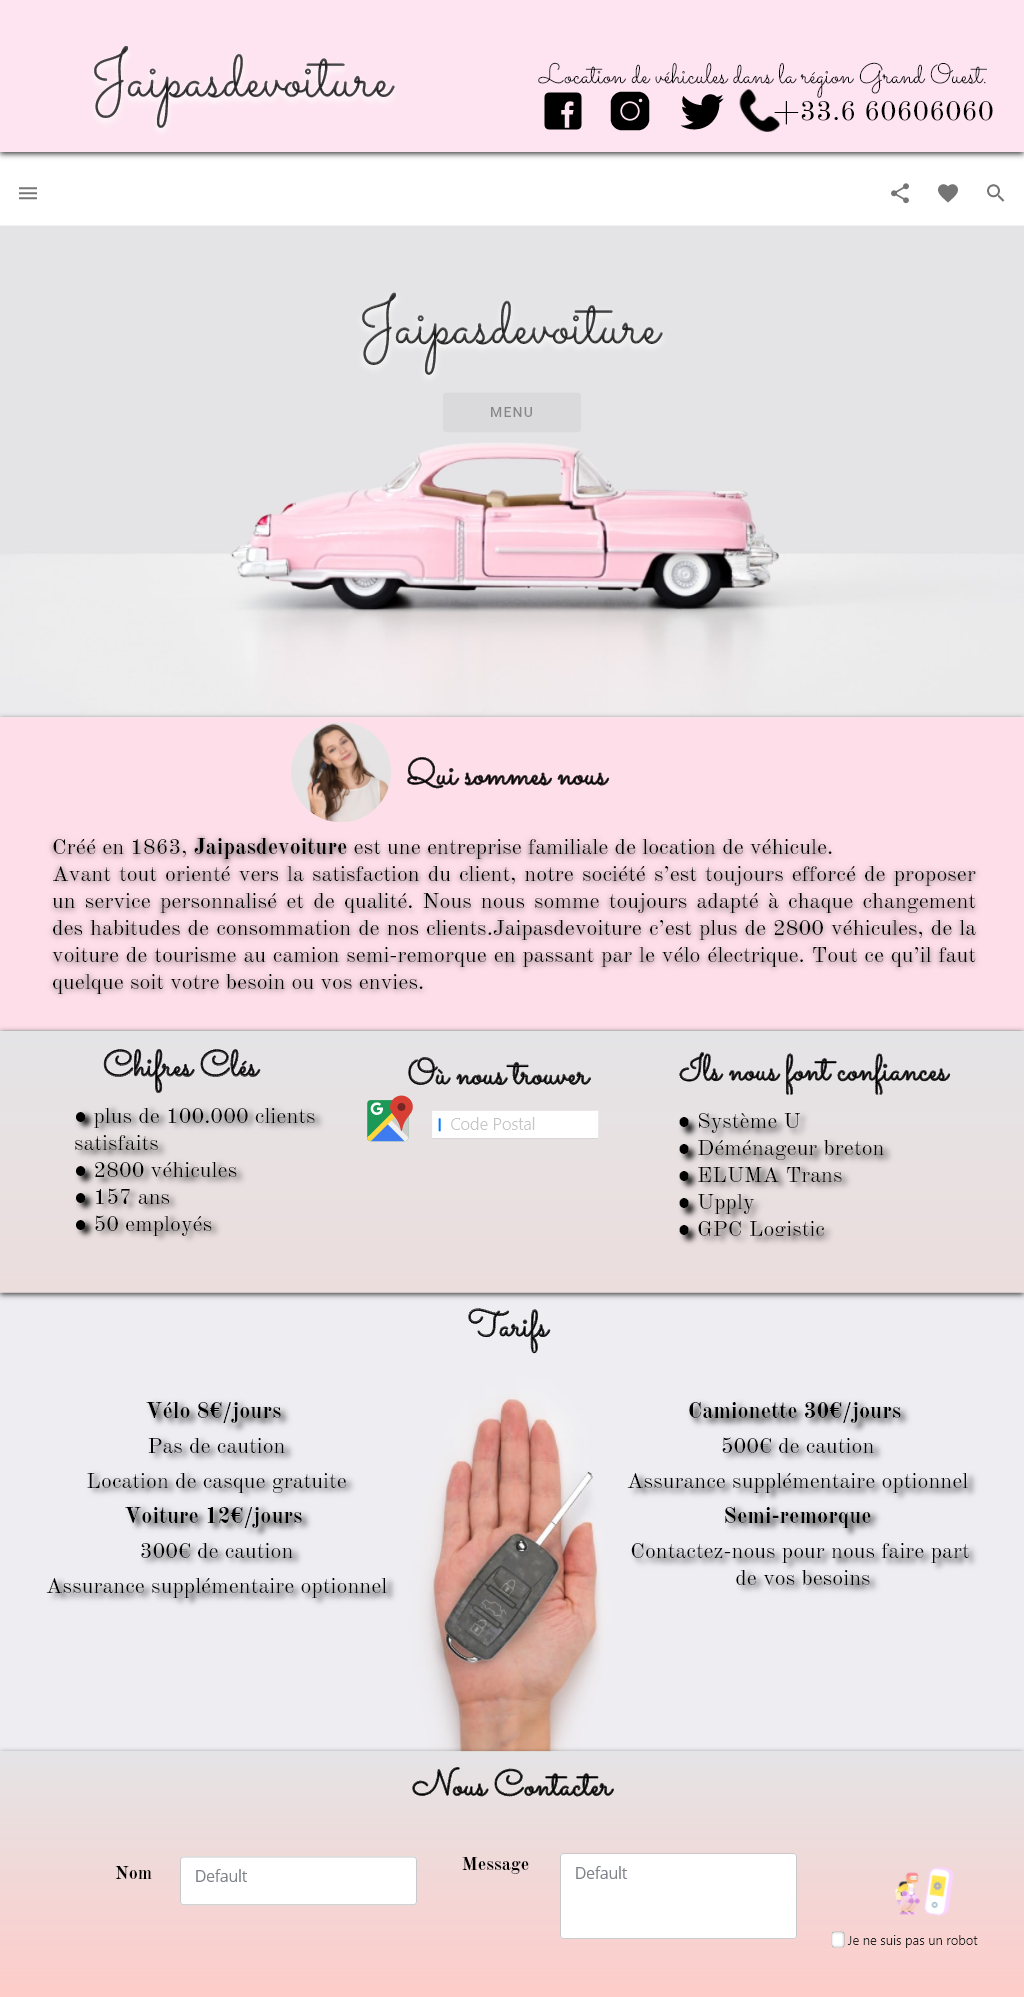 Jaipasdevoiture
Location de véhicules dans la région Grand Ouest.
+33.6 60606060
Jaipasdevoiture
MENU
Qui sommes nous
Créé en 1863, Jaipasdevoiture est une entreprise familiale de location de véhicule.
Avant tout orienté vers la satisfaction du client, notre société s'est toujours efforcé de proposer
un service personnalisé et de qualité. Nous nous somme toujours adapté à chaque changement
des habitudes de consommation de nos clients.Jaipasdevoiture c'est plus de 2800 véhicules, de la
voiture de tourisme au camion semi-remorque en passant par le vélo électrique. Tout ce qu'il faut
quelque soit votre besoin ou vos envies.
Chifres Clés
● plus de 100.000 clients
satisfaits
● 2800 véhicules
● 157 ans
● 50 employés
Où nous trouver
Code Postal
Ils nous font confiances
● Système U
● Déménageur breton
● ELUMA Trans
● Upply
● GPC Logistic
Tarifs
Vélo 8€/jours
Pas de caution
Location de casque gratuite
Voiture 12€/jours
300€ de caution
Assurance supplémentaire optionnel
Camionette 30€/jours
500€ de caution
Assurance supplémentaire optionnel
Semi-remorque
Contactez-nous pour nous faire part
de vos besoins
Nous Contacter
Nom
Default
Message
Default
Je ne suis pas un robot